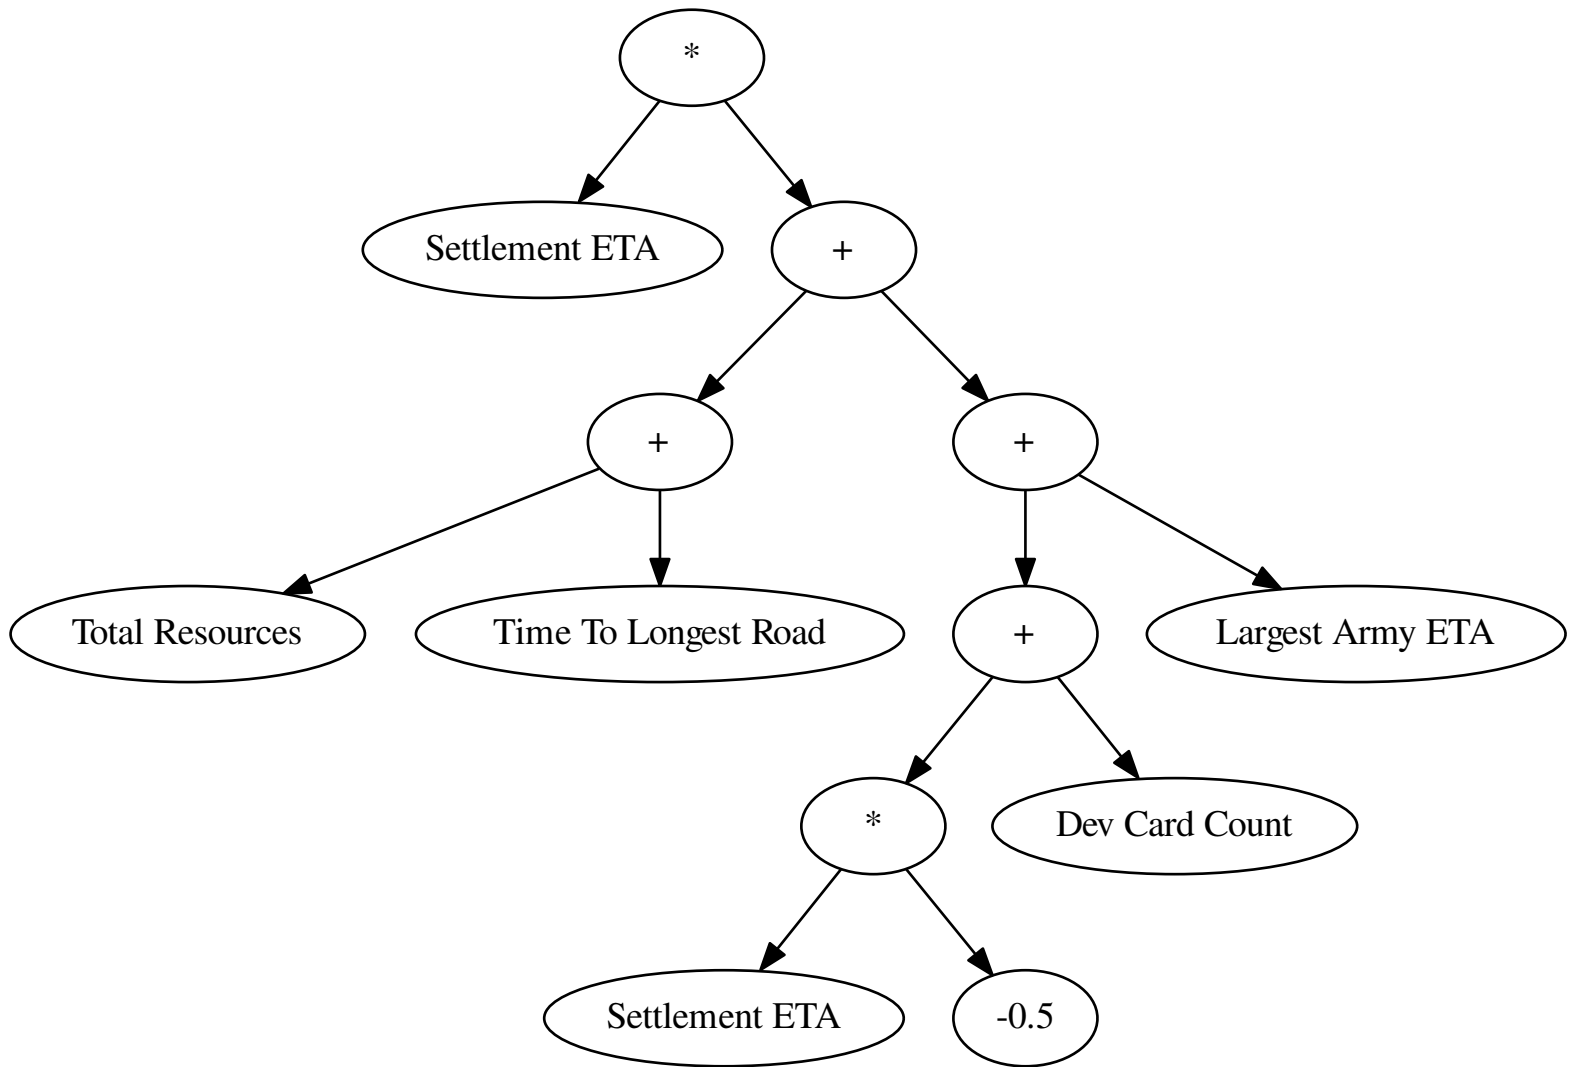 *
Settlement ETA
+
+
+
Total Resources
Time To Longest Road
+
Largest Army ETA
*
Dev Card Count
Settlement ETA
-0.5